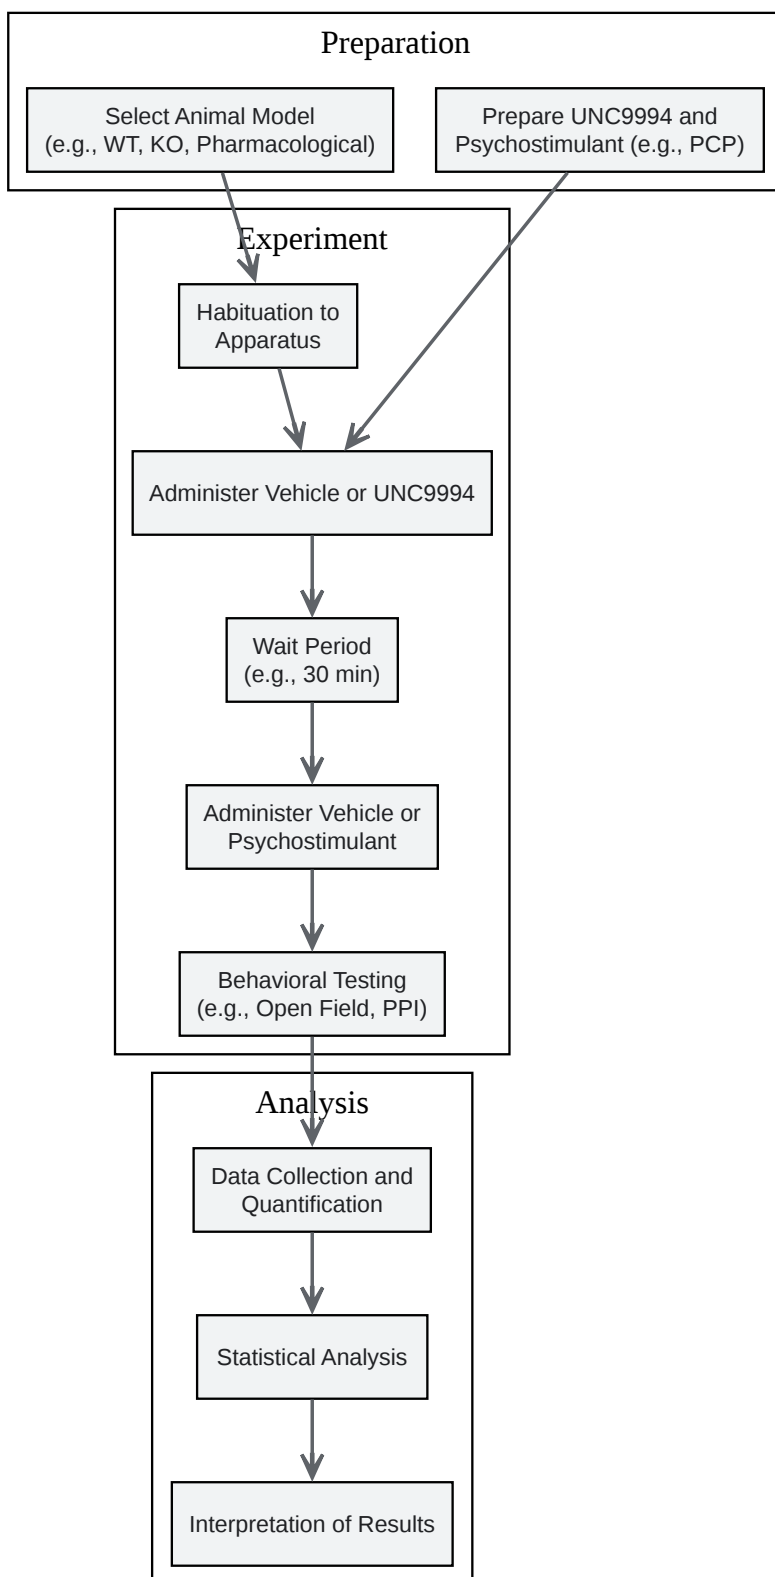 Preparation
Select Animal Model
(e.g., WT, KO, Pharmacological)
Prepare UNC9994 and
Psychostimulant (e.g., PCP)
Experiment
Habituation to
Apparatus
Administer Vehicle or UNC9994
Wait Period
(e.g., 30 min)
Administer Vehicle or
Psychostimulant
Behavioral Testing
(e.g., Open Field, PPI)
Analysis
Data Collection and
Quantification
Statistical Analysis
Interpretation of Results